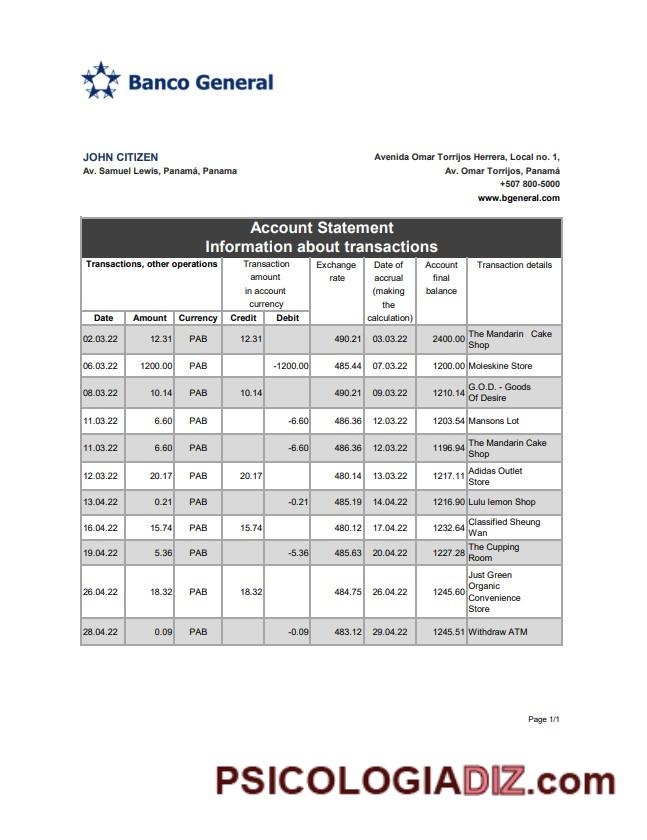 Banco General
JOHN CITIZEN
Av. Samuel Lewis, Panamá, Panama
Avenida Omar Torrijos Herrera, Local no. 1,
Av. Omar Torrijos, Panamá
+507 800-5000
www.bgeneral.com
Account Statement
Information about transactions
Transactions, other operations
Transaction
amount
in account
currency
Exchange
rate
Date of
accrual
(making
the
calculation)
Account
final
balance
Transaction details
Date Amount Currency Credit Debit
02.03.22 12.31 PAB 12.31 490.21 03.03.22 2400.00 The Mandarin Cake
Shop
06.03.22 1200.00 PAB -1200.00 485.44 07.03.22 1200.00 Moleskine Store
08.03.22 10.14 PAB 10.14 490.21 09.03.22 1210.14 G.O.D. - Goods
Of Desire
11.03.22 6.60 PAB -6.60 486.36 12.03.22 1203.54 Mansons Lot
11.03.22 6.60 PAB -6.60 486.36 12.03.22 1196.94 The Mandarin Cake
Shop
12.03.22 20.17 PAB 20.17 480.14 13.03.22 1217.11 Adidas Outlet
Store
13.04.22 0.21 PAB -0.21 485.19 14.04.22 1216.90 Lulu lemon Shop
16.04.22 15.74 PAB 15.74 480.12 17.04.22 1232.64 Classified Sheung
Wan
19.04.22 5.36 PAB -5.36 485.63 20.04.22 1227.28 The Cupping
Room
26.04.22 18.32 PAB 18.32 484.75 26.04.22 1245.60 Just Green
Organic
Convenience
Store
28.04.22 0.09 PAB -0.09 483.12 29.04.22 1245.51 Withdraw ATM
Page 1/1
PSICOLOGIADIZ.com